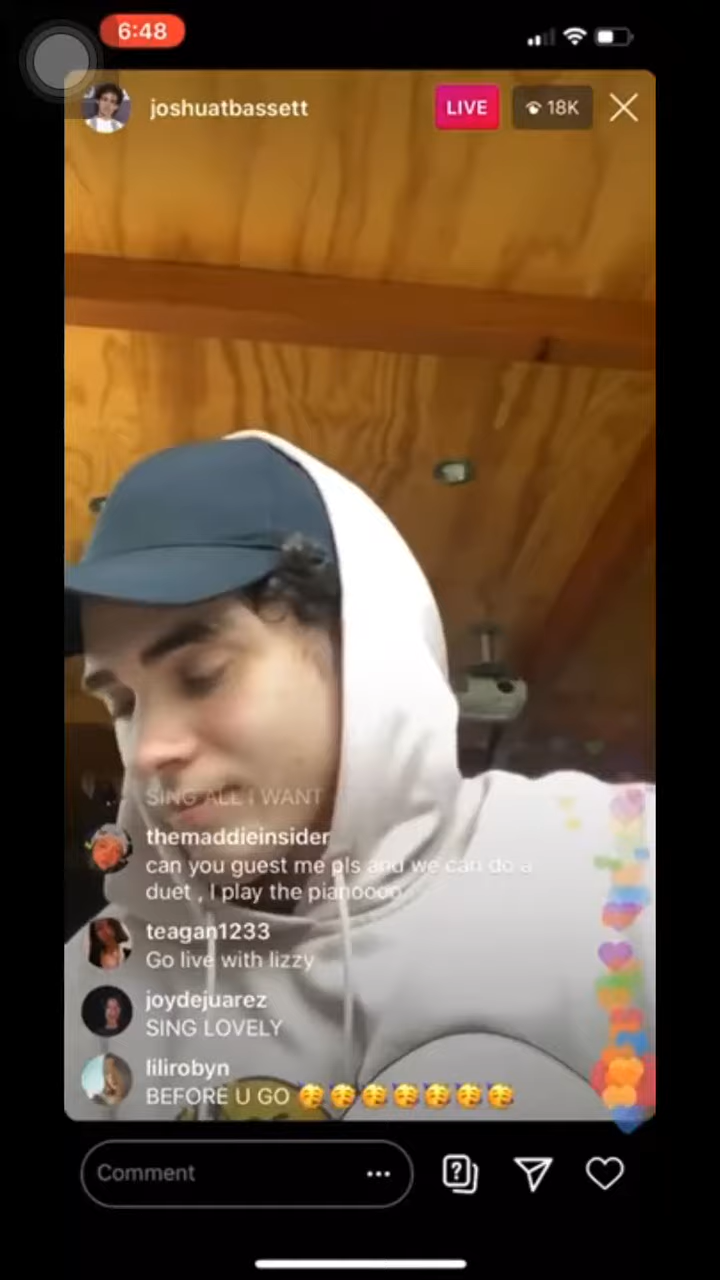 6:48
joshuatbassett
LIVE
18K
SING ALL I WANT
themaddieinsider
can you guest me pls and we can do a
duet , I play the pianoooo
teagan1233
Go live with lizzy
joydejuarez
SING LOVELY
lilirobyn
BEFORE U GO 🥳🥳🥳🥳🥳🥳🥳
Comment